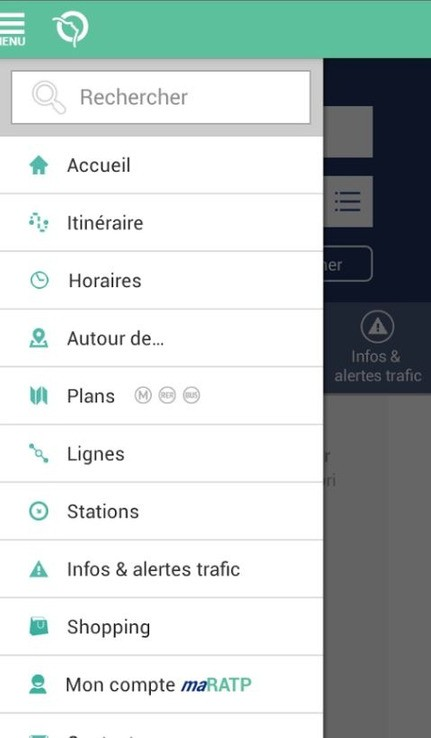 MENU
Rechercher
Accueil
Itinéraire
Horaires
Autour de...
Plans M RER BUS
Lignes
Stations
Infos & alertes trafic
Shopping
Mon compte maRATP
Infos &
alertes trafic